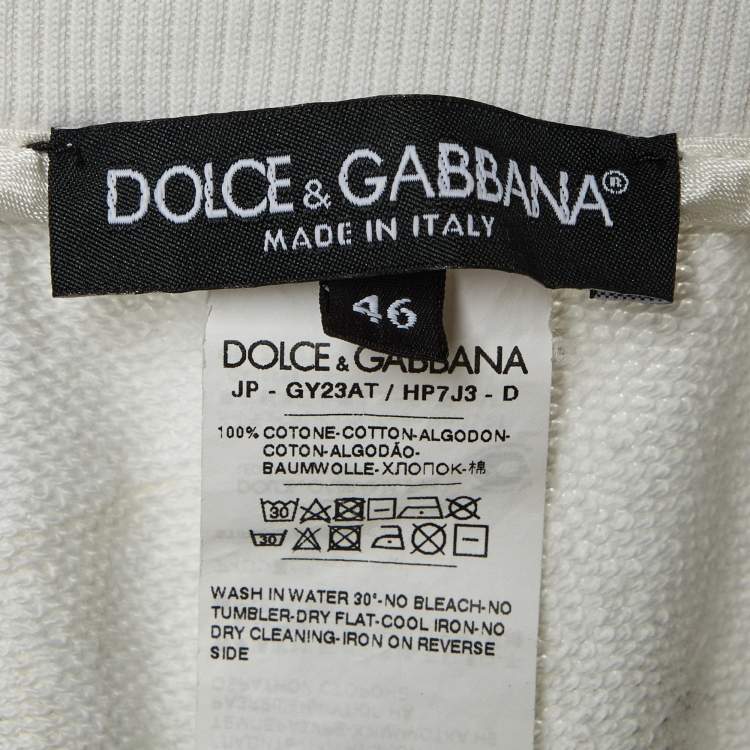 DOLCE & GABBANA®
MADE IN ITALY
46
DOLCE & GABBANA
JP - GY23AT / HP7J3 - D
100% COTONE-COTTON-ALGODON-
COTON-ALGODÃO-
BAUMWOLLE-ХЛОПОК-棉
30
30
WASH IN WATER 30°-NO BLEACH-NO
TUMBLER-DRY FLAT-COOL IRON-NO
DRY CLEANING-IRON ON REVERSE
SIDE